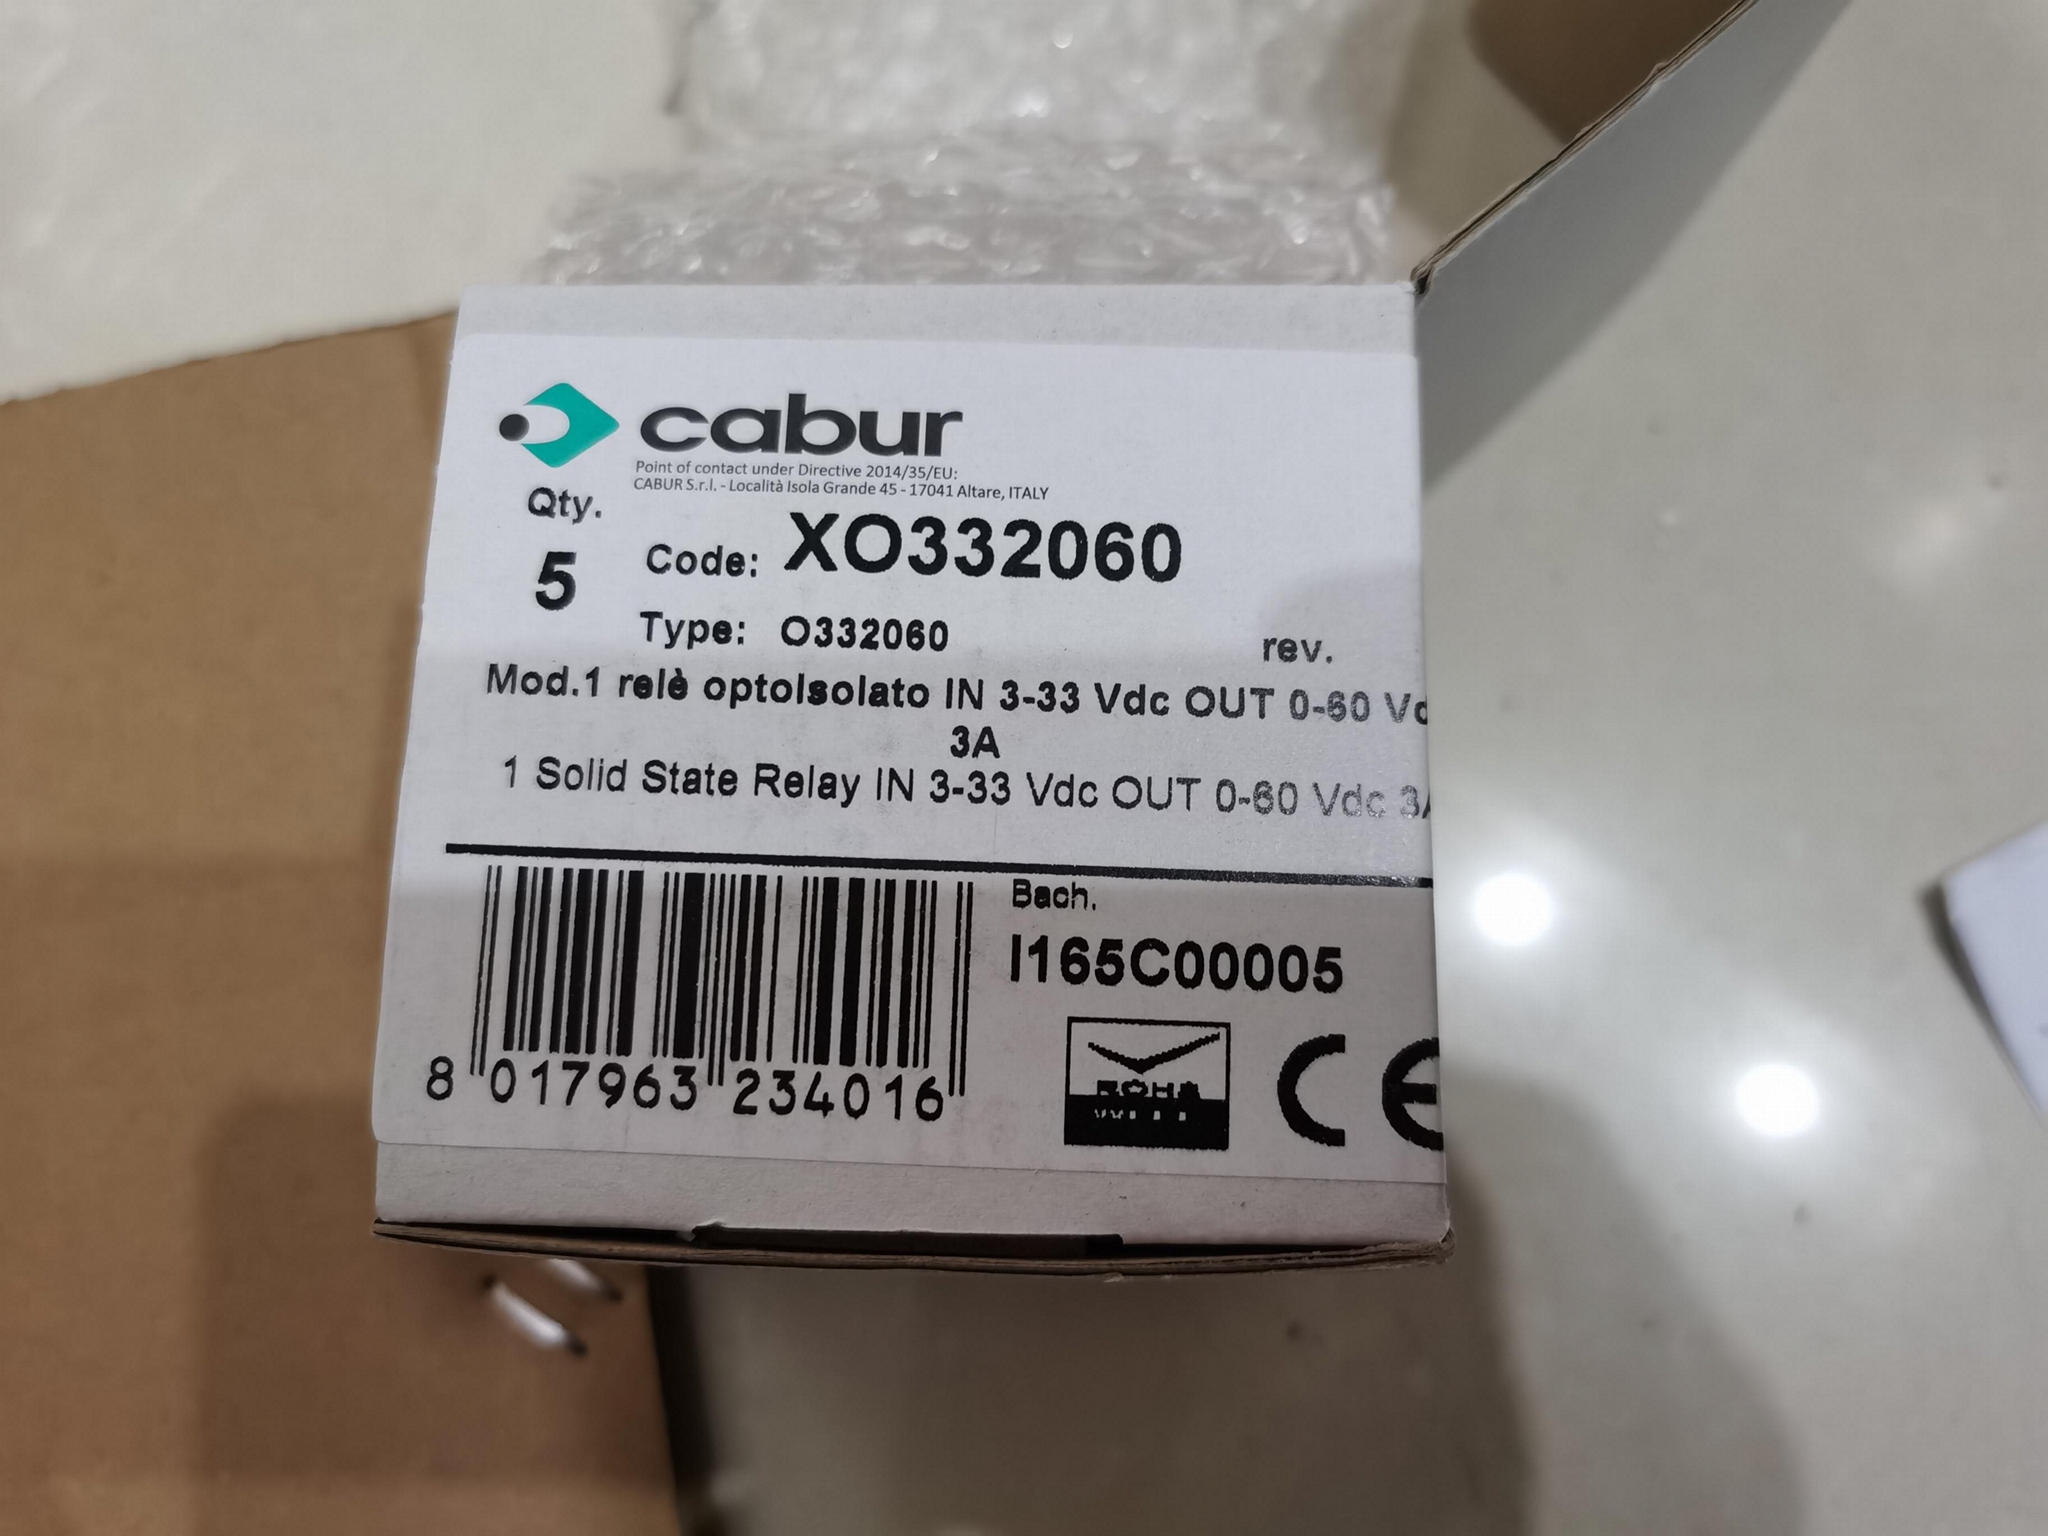 cabur
Point of contact under Directive 2014/35/EU:
CABUR S.r.l. - Località Isola Grande 45 - 17041 Altare, ITALY
Qty.
5
Code: XO332060
Type: O332060
rev.
Mod.1 relè optoIsolato IN 3-33 Vdc OUT 0-60 Vd
3A
1 Solid State Relay IN 3-33 Vdc OUT 0-60 Vdc 3A
Bach.
I165C00005
8 017963 234016
ROHS
CE